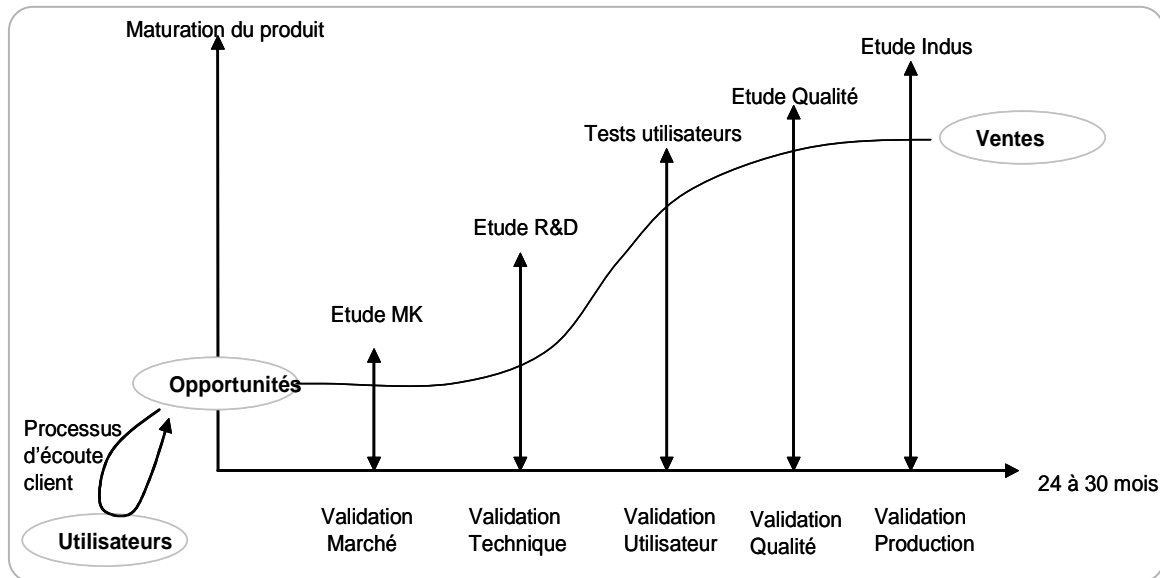 Maturation du produit
Etude Indus
Etude Qualité
Tests utilisateurs
Ventes
Etude R&D
Etude MK
Opportunités
Processus
d'écoute
client
Utilisateurs
24 à 30 mois
Validation
Marché
Validation
Technique
Validation
Utilisateur
Validation
Qualité
Validation
Production